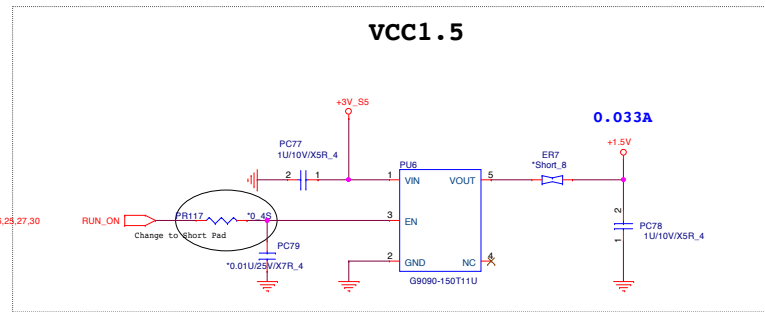 VCC1.5
+3V_S5
0.033A
+1.5V
PC77
1U/10V/X5R_4
2 1
PU6
1 VIN
VOUT 5
ER7
*Short_8
5,25,27,30
RUN_ON
PR117
*0_4S
Change to Short Pad
3 EN
PC79
*0.01U/25V/X7R_4
2
1
PC78
1U/10V/X5R_4
2 GND
NC 4
G9090-150T11U